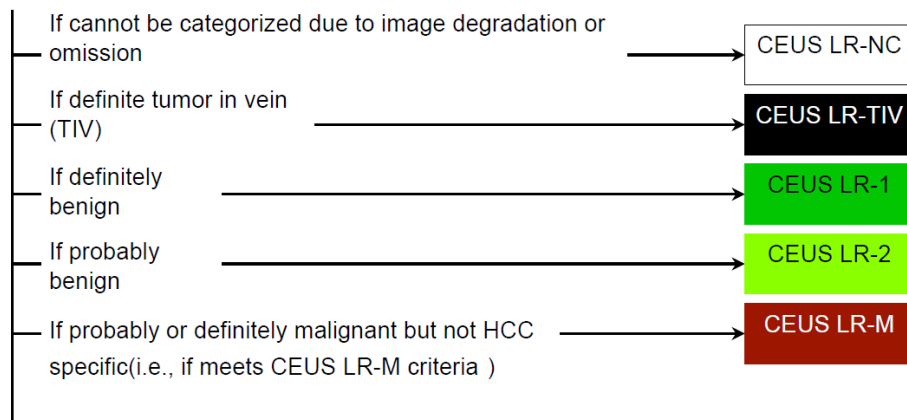 If cannot be categorized due to image degradation or
omission
CEUS LR-NC
If definite tumor in vein
(TIV)
CEUS LR-TIV
If definitely
benign
CEUS LR-1
If probably
benign
CEUS LR-2
If probably or definitely malignant but not HCC
specific(i.e., if meets CEUS LR-M criteria )
CEUS LR-M